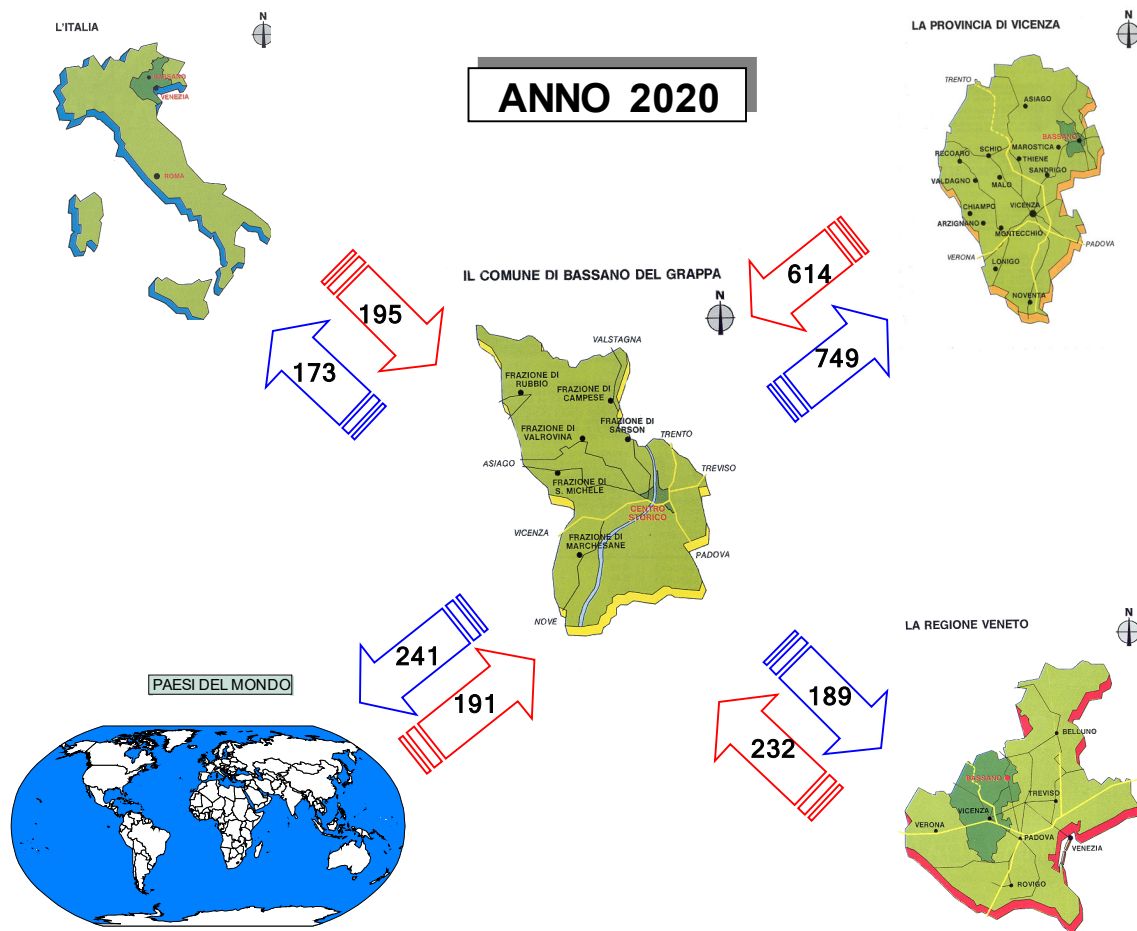 L'ITALIA
N
BASSANO
VENEZIA
ROMA
ANNO 2020
LA PROVINCIA DI VICENZA
N
TRENTO
ASIAGO
BASSANO
MAROSTICA
SCHIO
RECOARO
THIENE
SANDRIGO
VALDAGNO
MALO
CHIAMPO
VICENZA
ARZIGNANO
MONTECCHIO
PADOVA
VERONA
LONIGO
NOVENTA
195
173
614
749
IL COMUNE DI BASSANO DEL GRAPPA
N
VALSTAGNA
FRAZIONE DI
RUBBIO
FRAZIONE DI
CAMPESE
FRAZIONE DI
VALROVINA
FRAZIONE DI
SARSON
TRENTO
ASIAGO
TREVISO
FRAZIONE DI
S. MICHELE
CENTRO
STORICO
VICENZA
FRAZIONE DI
MARCHESANE
PADOVA
NOVE
241
191
189
232
PAESI DEL MONDO
LA REGIONE VENETO
N
BELLUNO
BASSANO
TREVISO
VICENZA
VERONA
PADOVA
VENEZIA
ROVIGO